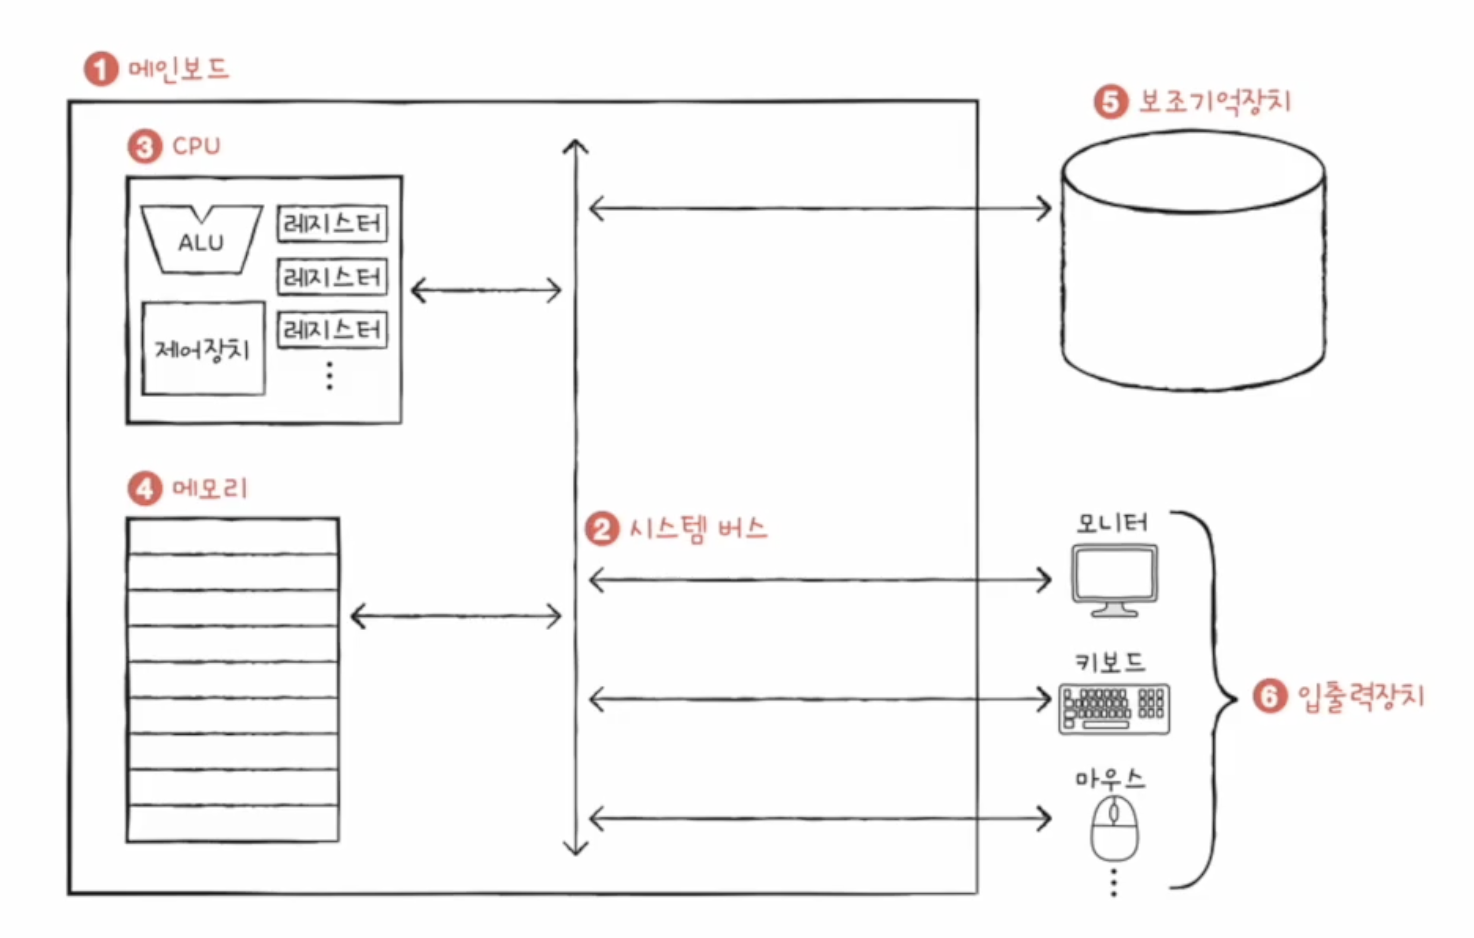 1 메인보드
3 CPU
ALU
레지스터
레지스터
레지스터
제어장치
4 메모리
2 시스템 버스
5 보조기억장치
모니터
키보드
마우스
6 입출력장치